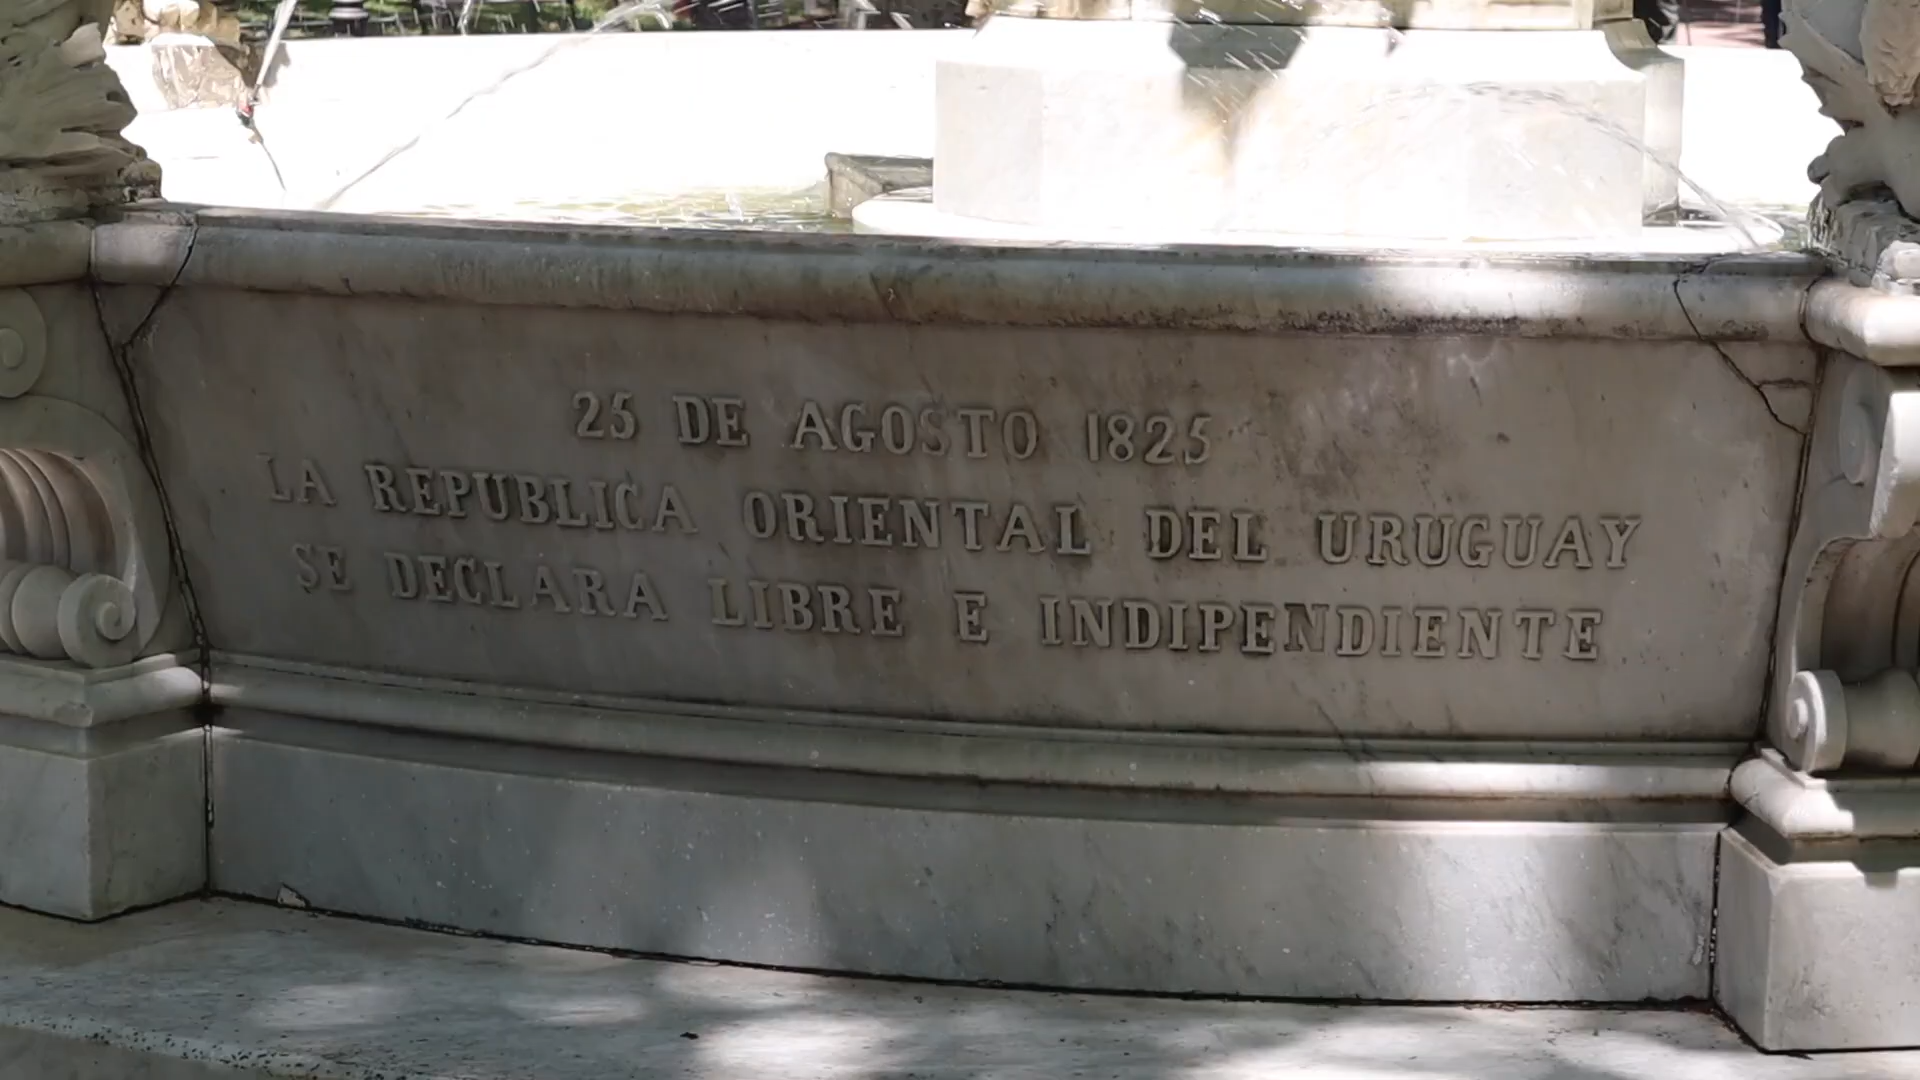 25 DE AGOSTO 1825
LA REPUBLICA ORIENTAL DEL URUGUAY
SE DECLARA LIBRE E INDIPENDIENTE